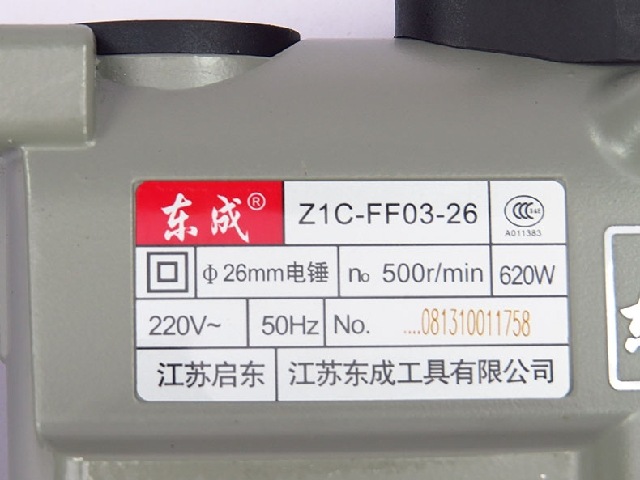 东成® Z1C-FF03-26
A011383
ф26mm电锤 n₀ 500r/min 620W
220V~ 50Hz No. ....081310011758
江苏启东 江苏东成工具有限公司